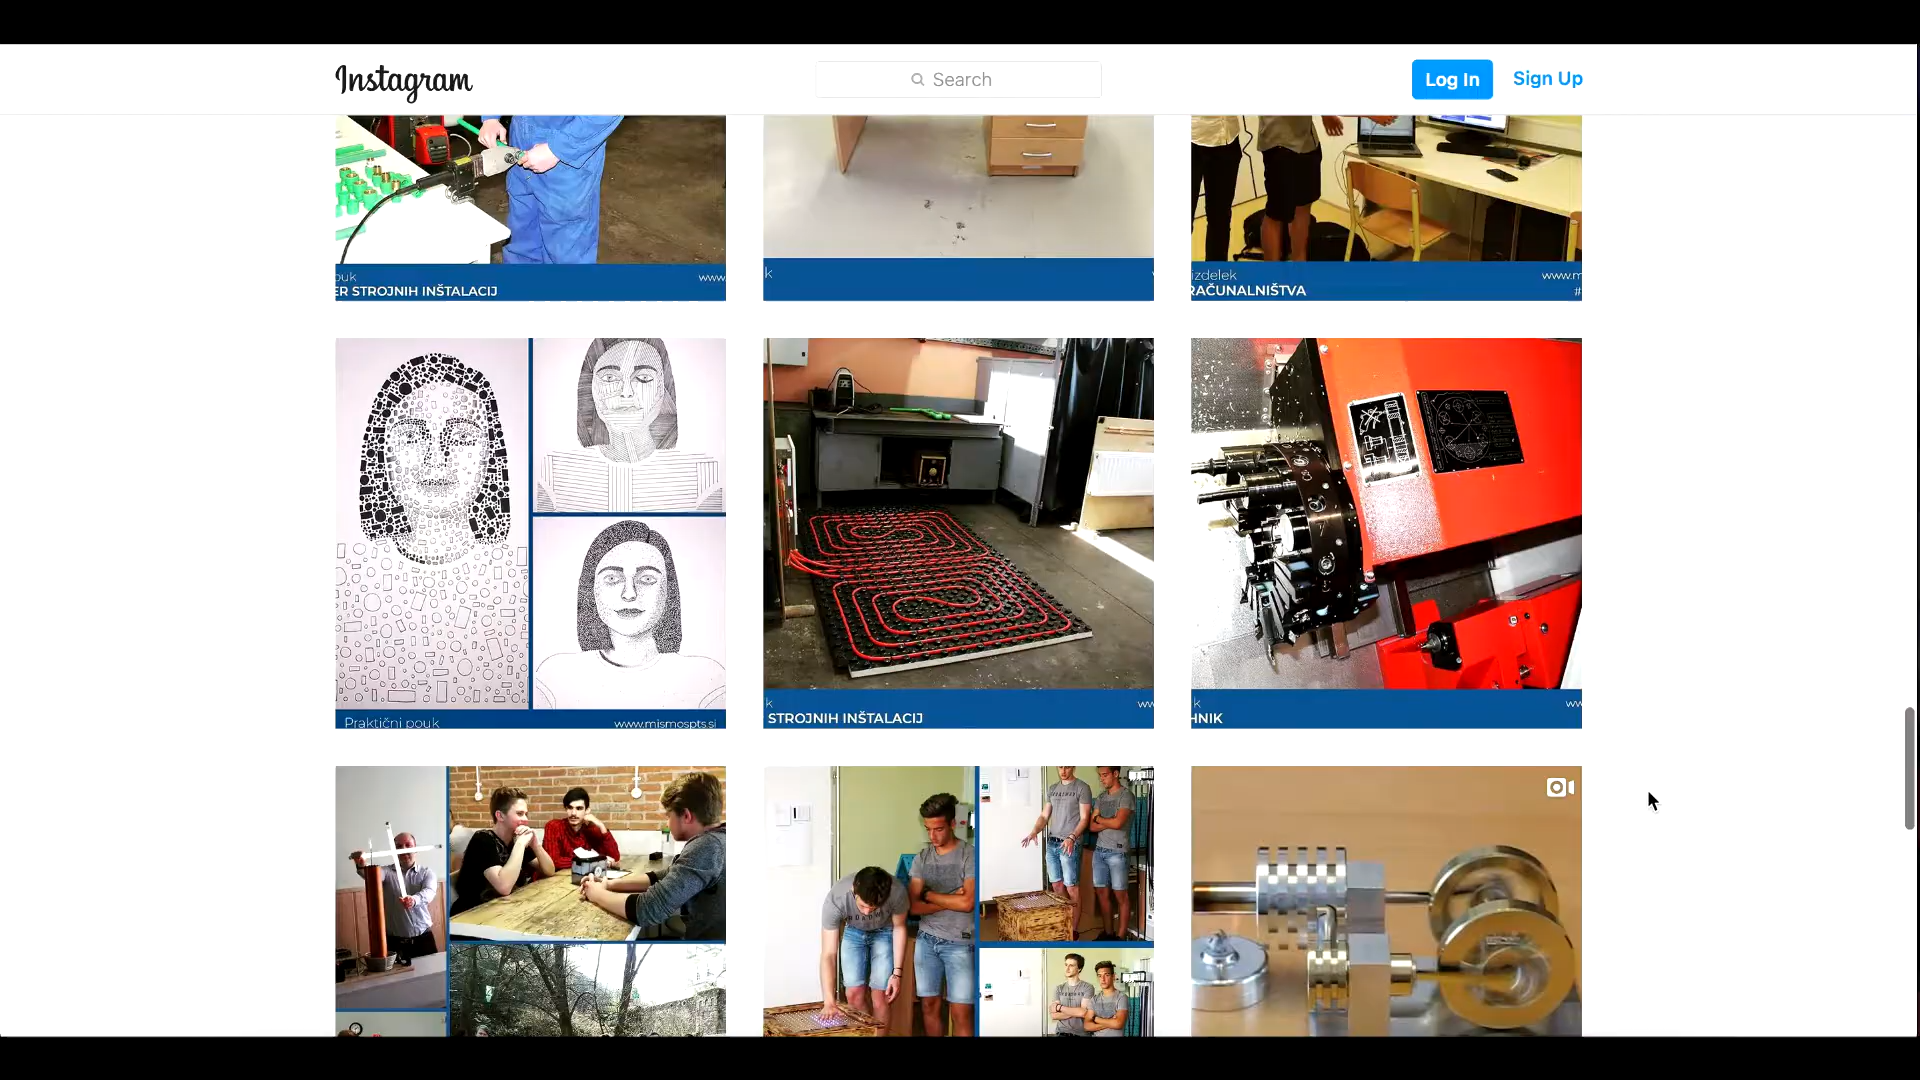 Instagram
Search
Log In
Sign Up
www.
ER STROJNIH INŠTALACIJ
k
izdelek
www.m
RAČUNALNIŠTVA
#
Praktični pouk
www.mismospts.si
k
ww
STROJNIH INŠTALACIJ
k
ww
HNIK